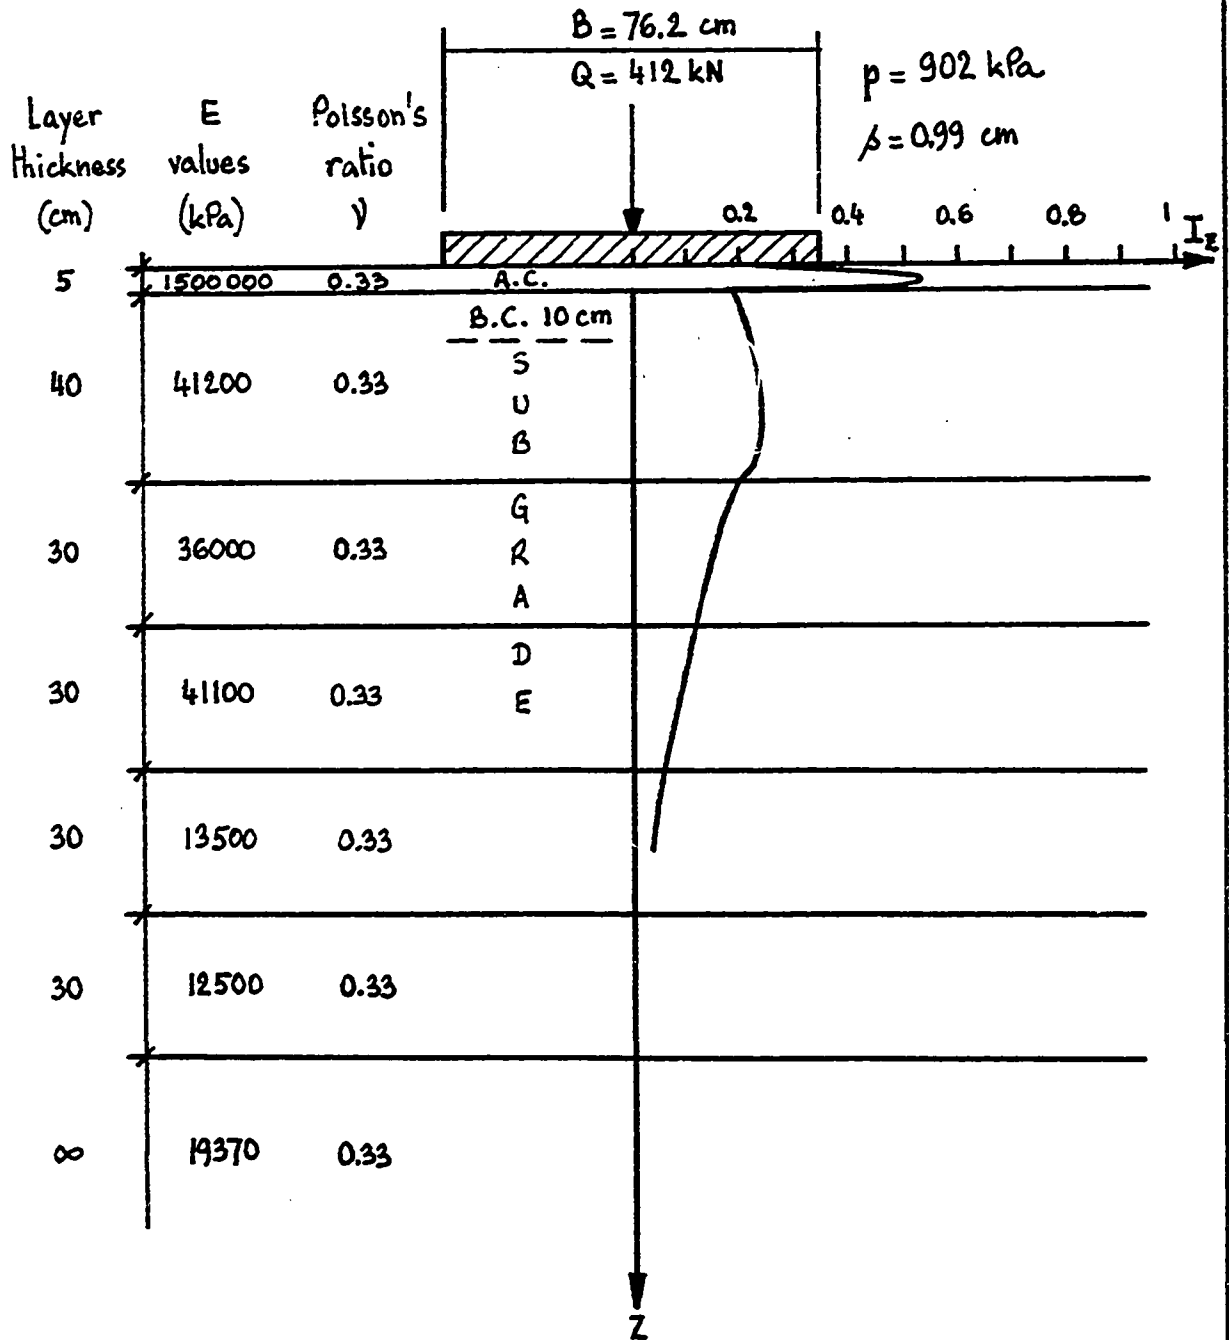 B = 76.2 cm
Q = 412 kN
p = 902 kPa
s = 0.99 cm
Layer thickness (cm)
E values (kPa)
Poisson's ratio ν
0.2 0.4 0.6 0.8 1 I_z
5 1500000 0.33 A.C.
B.C. 10 cm
40 41200 0.33
S
U
B
G
R
A
D
E
30 36000 0.33
30 41100 0.33
30 13500 0.33
30 12500 0.33
∞ 19370 0.33
Z